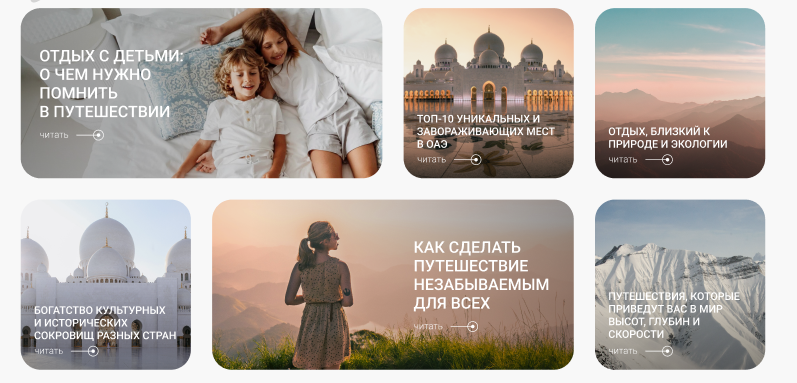 ОТДЫХ С ДЕТЬМИ:
О ЧЕМ НУЖНО
ПОМНИТЬ
В ПУТЕШЕСТВИИ
читать
ТОП-10 УНИКАЛЬНЫХ И
ЗАВОРАЖИВАЮЩИХ МЕСТ
В ОАЭ
читать
ОТДЫХ, БЛИЗКИЙ К
ПРИРОДЕ И ЭКОЛОГИИ
читать
БОГАТСТВО КУЛЬТУРНЫХ
И ИСТОРИЧЕСКИХ
СОКРОВИЩ РАЗНЫХ СТРАН
читать
КАК СДЕЛАТЬ
ПУТЕШЕСТВИЕ
НЕЗАБЫВАЕМЫМ
ДЛЯ ВСЕХ
читать
ПУТЕШЕСТВИЯ, КОТОРЫЕ
ПРИВЕДУТ ВАС В МИР
ВЫСОТ, ГЛУБИН И
СКОРОСТИ
читать